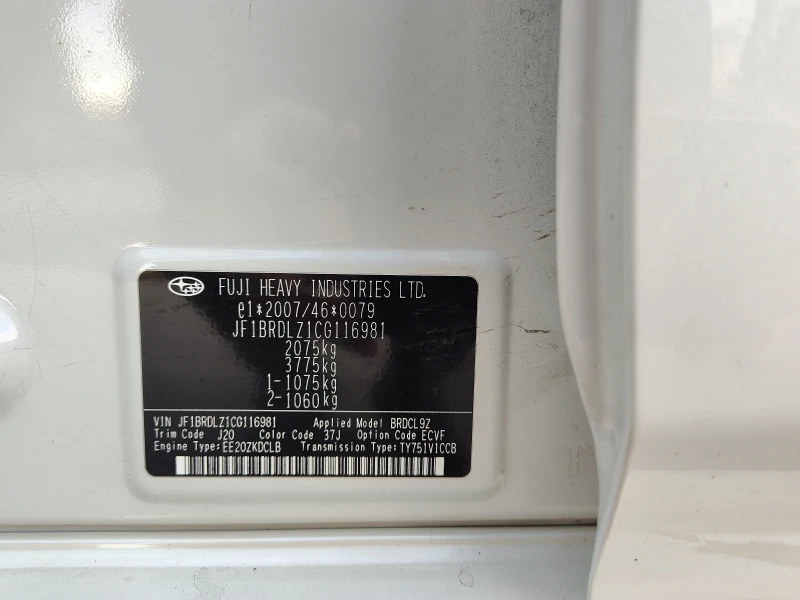 FUJI HEAVY INDUSTRIES LTD.
e1*2007/46*0079
JF1BRDLZ1CG116981
2075kg
3775kg
1-1075kg
2-1060kg
VIN JF1BRDLZ1CG116981 Applied Model BRDCL9Z
Trim Code J20 Color Code 37J Option Code ECVF
Engine Type:EE20ZKDCLB Transmission Type:TY751V1CCB